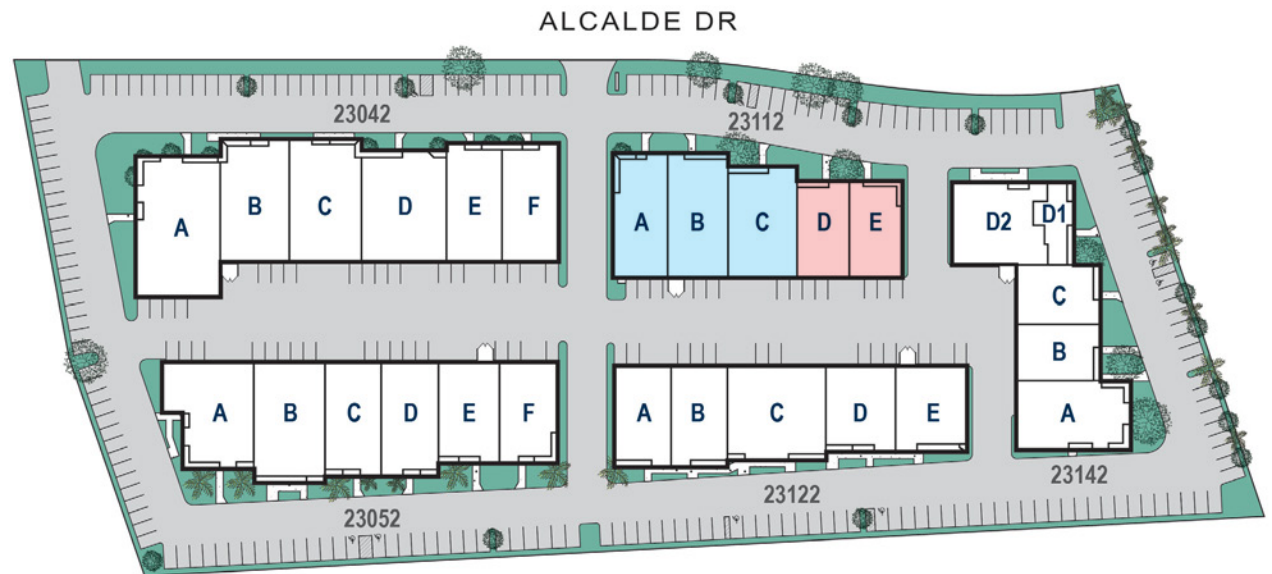 ALCALDE DR
23042
23112
A B C D E F
A B C D E
D2 D1
C
B
A
A B C D E F
A B C D E
23052
23122
23142